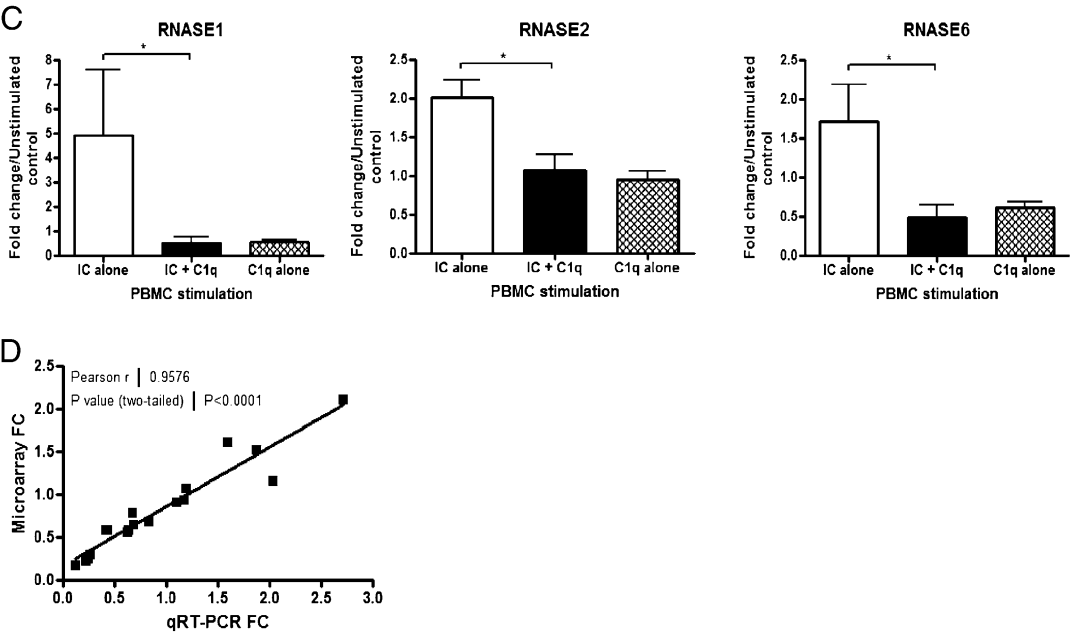 C
RNASE1
Fold change/Unstimulated
control
8
7
6
5
4
3
2
1
0
*
IC alone
IC + C1q
C1q alone
PBMC stimulation
RNASE2
Fold change/Unstimulated
control
2.5
2.0
1.5
1.0
0.5
0.0
*
IC alone
IC + C1q
C1q alone
PBMC stimulation
RNASE6
Fold change/Unstimulated
control
2.5
2.0
1.5
1.0
0.5
0.0
*
IC alone
IC + C1q
C1q alone
PBMC stimulation
D
Microarray FC
2.5
2.0
1.5
1.0
0.5
0.0
Pearson r | 0.9576
P value (two-tailed) | P<0.0001
0.0 0.5 1.0 1.5 2.0 2.5 3.0
qRT-PCR FC